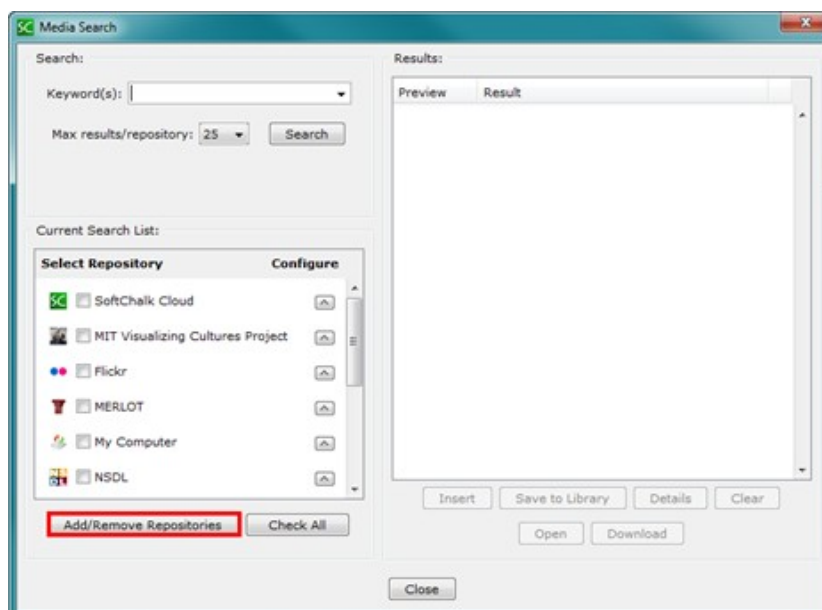 SC Media Search
Search:
Keyword(s):
Max results/repository: 25 Search
Current Search List:
Select Repository Configure
SC SoftChalk Cloud
MIT Visualizing Cultures Project
Flickr
MERLOT
My Computer
NSDL
Add/Remove Repositories Check All
Results:
Preview Result
Insert Save to Library Details Clear
Open Download
Close